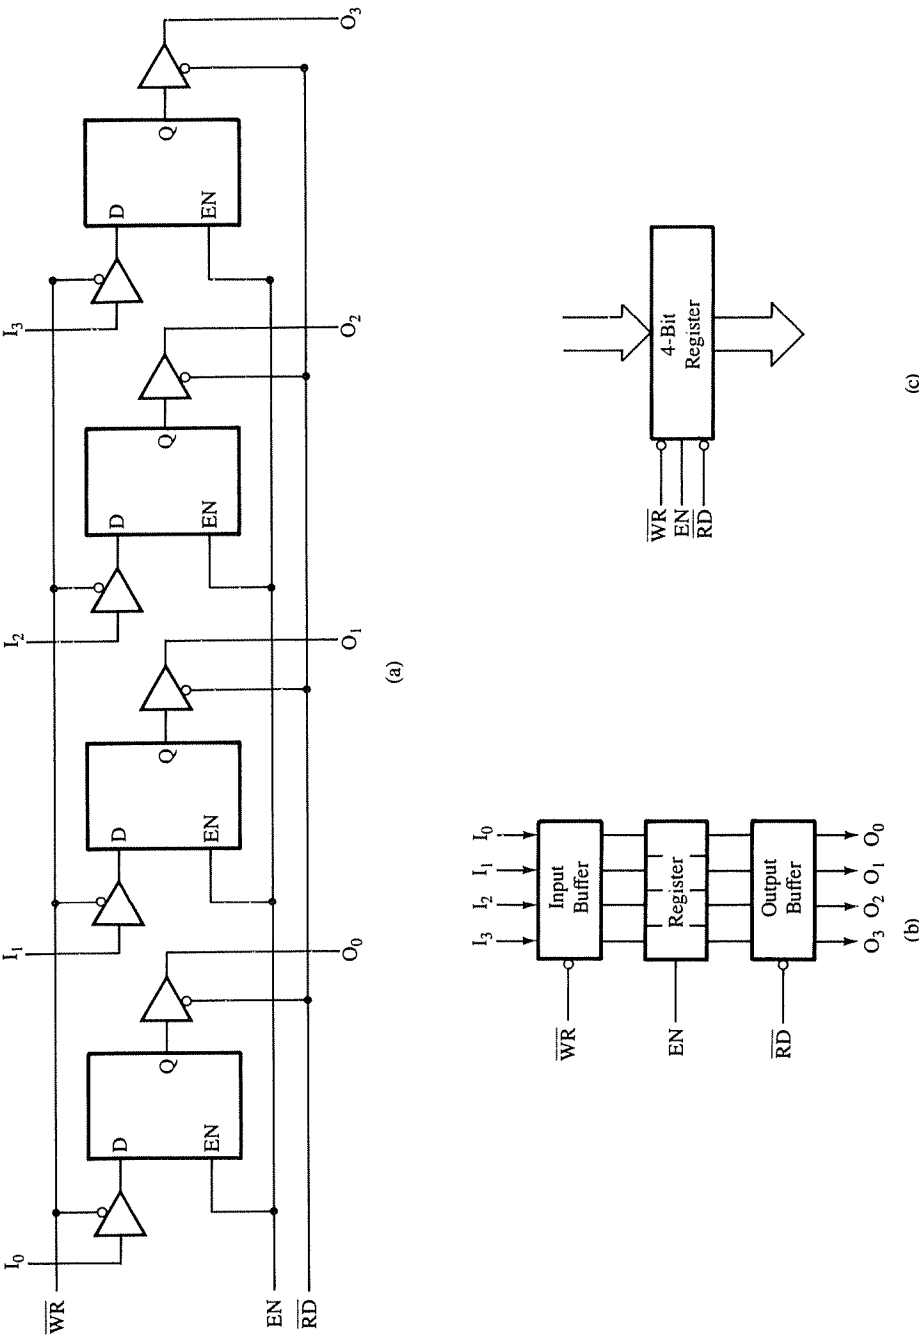 I0
I1
I2
I3
WR
D
Q
D
Q
D
Q
D
Q
EN
EN
EN
EN
EN
RD
O0
O1
O2
O3
(a)
I3
I2
I1
I0
WR
Input
Buffer
EN
Register
RD
Output
Buffer
O3
O2
O1
O0
(b)
WR
EN
RD
4-Bit
Register
(c)